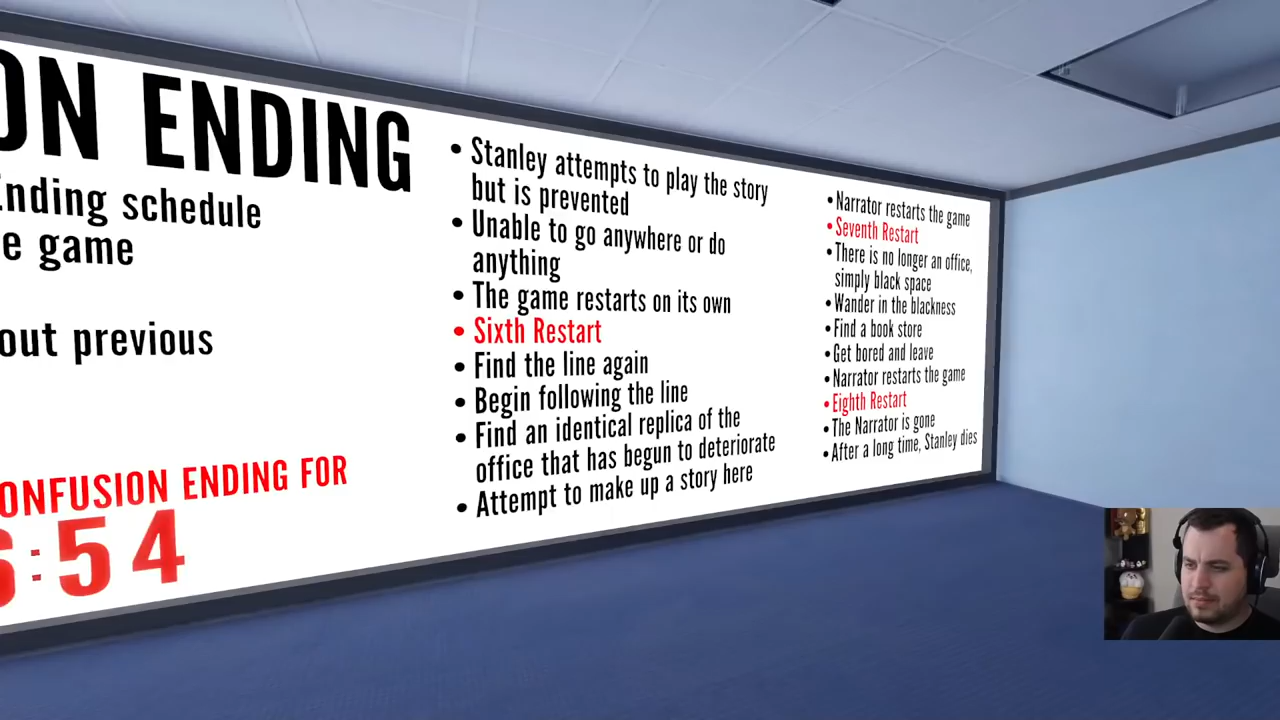 ON ENDING
Ending schedule
e game
out previous
ONFUSION ENDING FOR
:54
• Stanley attempts to play the story
but is prevented
• Unable to go anywhere or do
anything
• The game restarts on its own
• Sixth Restart
• Find the line again
• Begin following the line
• Find an identical replica of the
office that has begun to deteriorate
• Attempt to make up a story here
• Narrator restarts the game
• Seventh Restart
• There is no longer an office,
simply black space
• Wander in the blackness
• Find a book store
• Get bored and leave
• Narrator restarts the game
• Eighth Restart
• The Narrator is gone
• After a long time, Stanley dies